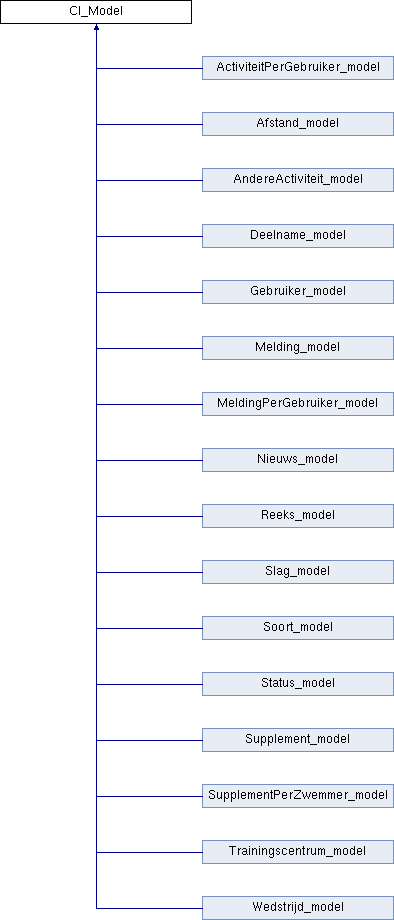 CI_Model
ActiviteitPerGebruiker_model
Afstand_model
AndereActiviteit_model
Deelname_model
Gebruiker_model
Melding_model
MeldingPerGebruiker_model
Nieuws_model
Reeks_model
Slag_model
Soort_model
Status_model
Supplement_model
SupplementPerZwemmer_model
Trainingscentrum_model
Wedstrijd_model